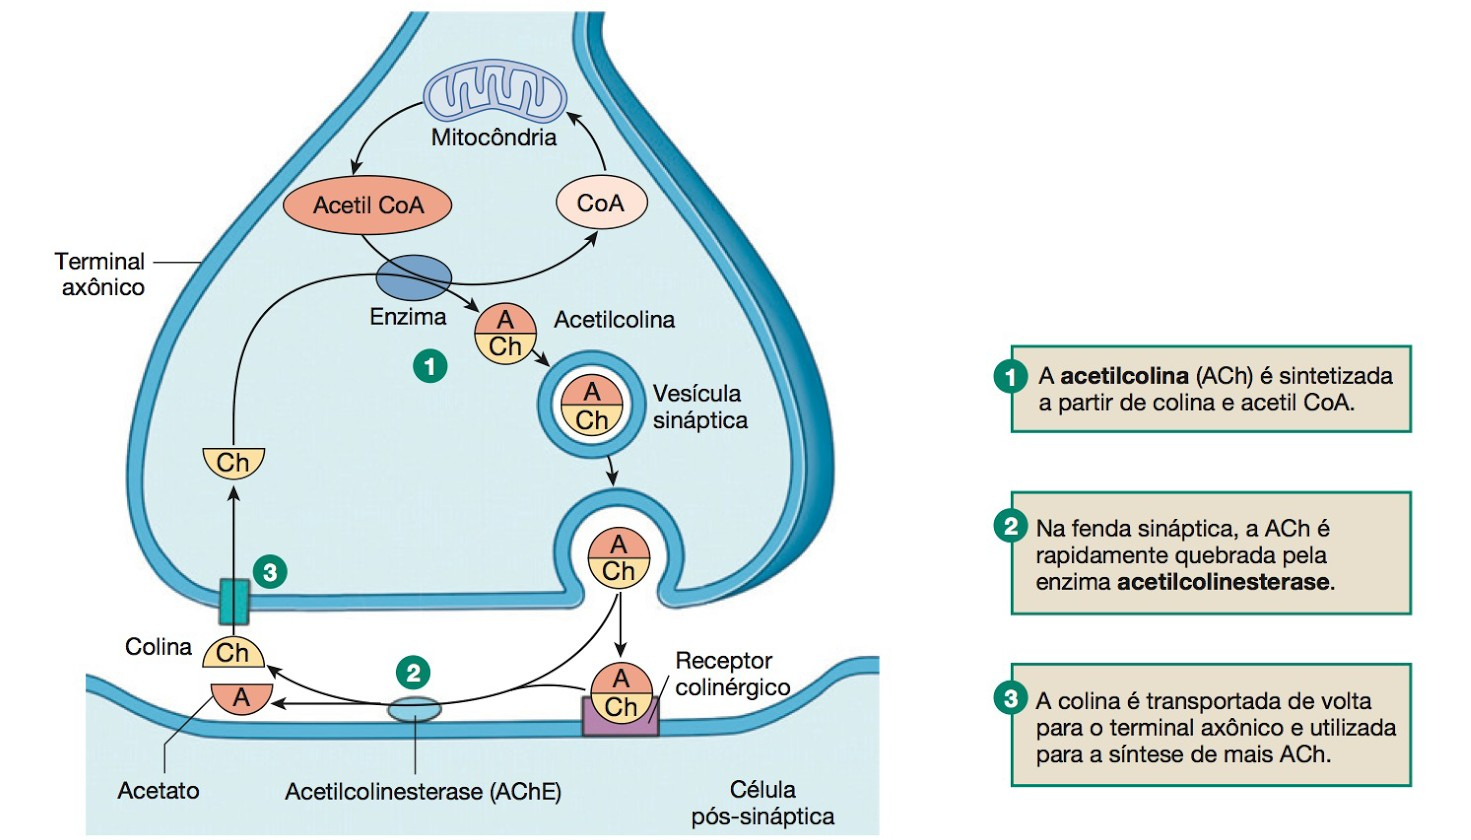 Mitocôndria
Acetil CoA
CoA
Terminal
axônico
Enzima
A
Ch
Acetilcolina
1
A
Ch
Vesícula
sináptica
Ch
A
Ch
3
Colina
Ch
A
2
A
Ch
Receptor
colinérgico
Acetato
Acetilcolinesterase (AChE)
Célula
pós-sináptica
1 A acetilcolina (ACh) é sintetizada
a partir de colina e acetil CoA.
2 Na fenda sináptica, a ACh é
rapidamente quebrada pela
enzima acetilcolinesterase.
3 A colina é transportada de volta
para o terminal axônico e utilizada
para a síntese de mais ACh.